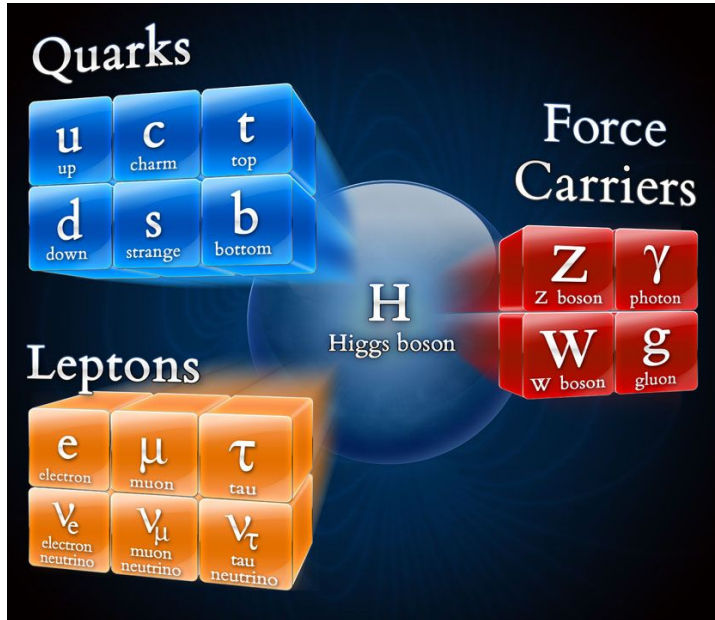 Quarks
u c t
up charm top
d s b
down strange bottom
Force
Carriers
Z γ
Z boson photon
W g
W boson gluon
H
Higgs boson
Leptons
e μ τ
electron muon tau
νe νμ ντ
electron muon tau
neutrino neutrino neutrino